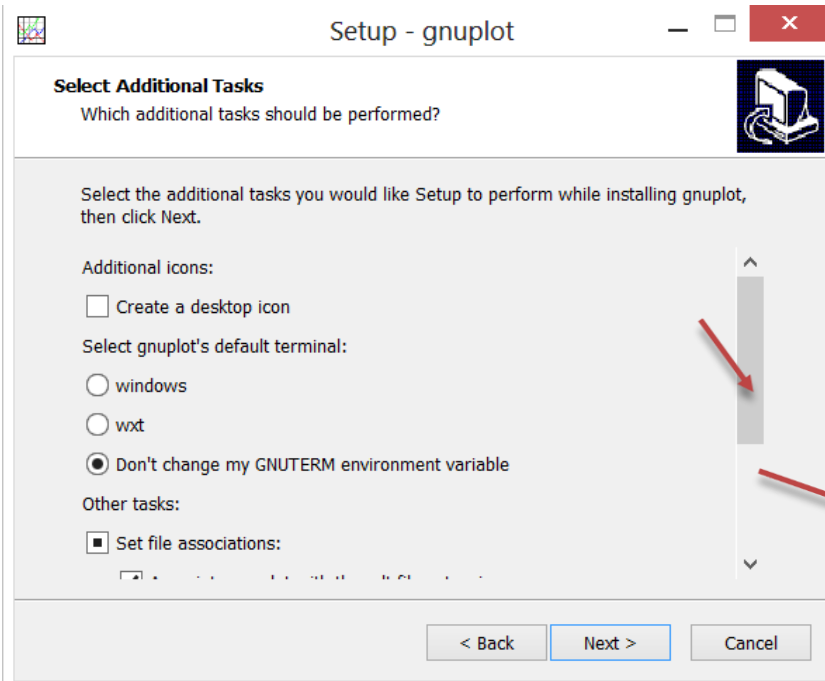 Setup - gnuplot
Select Additional Tasks
Which additional tasks should be performed?
Select the additional tasks you would like Setup to perform while installing gnuplot,
then click Next.
Additional icons:
Create a desktop icon
Select gnuplot's default terminal:
windows
wxt
Don't change my GNUTERM environment variable
Other tasks:
Set file associations:
< Back
Next >
Cancel